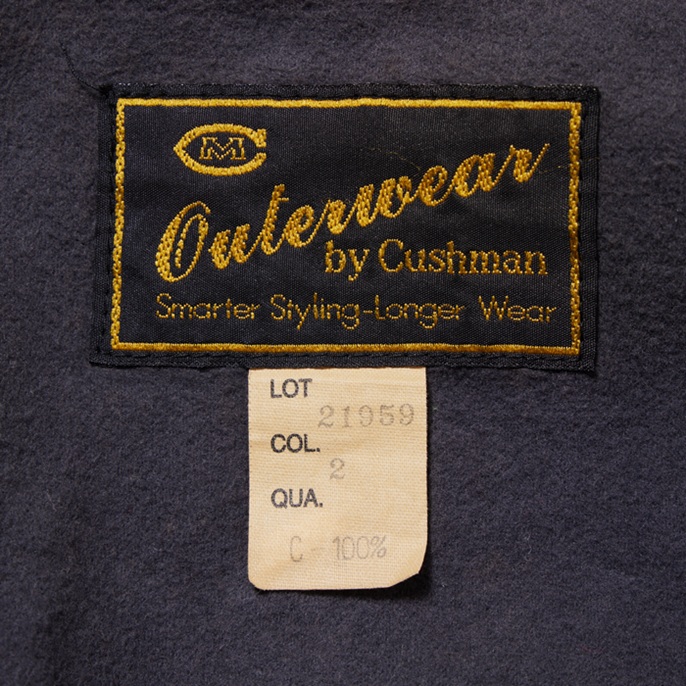 CM
Outerwear
by Cushman
Smarter Styling-Longer Wear
LOT
21959
COL.
2
QUA.
C-100%